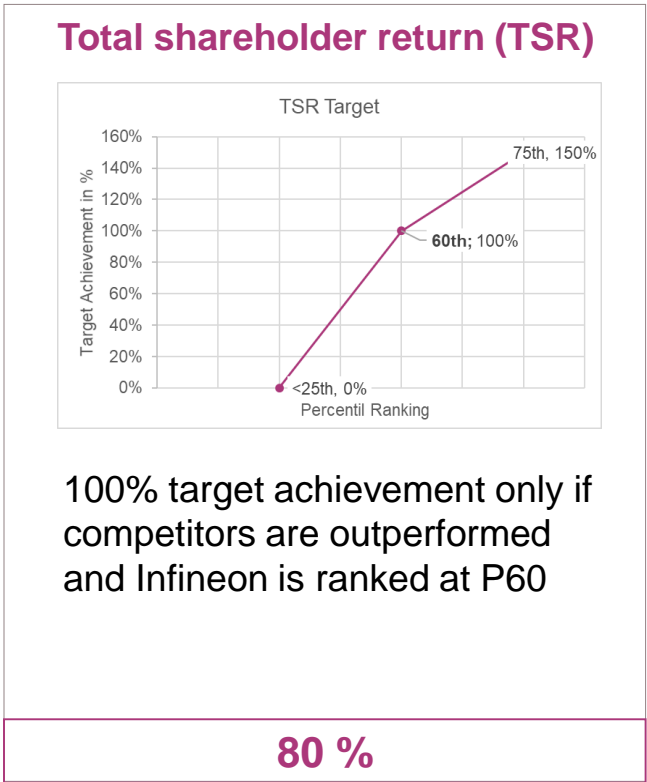 Total shareholder return (TSR)
TSR Target
160%
140%
120%
100%
80%
60%
40%
20%
0%
Target Achievement in %
75th, 150%
60th; 100%
<25th, 0%
Percentil Ranking
100% target achievement only if
competitors are outperformed
and Infineon is ranked at P60
80 %